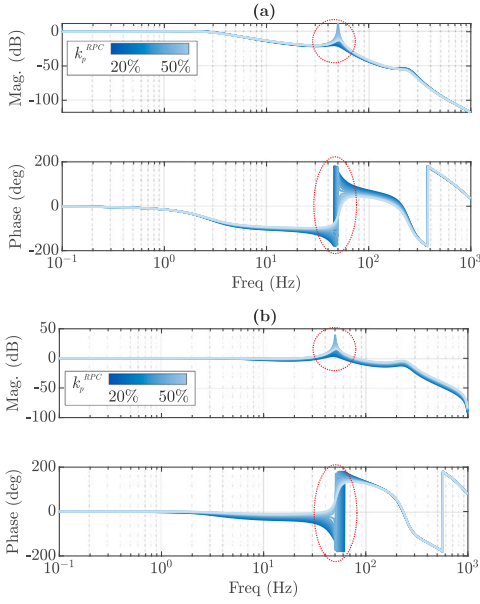 (a)
0
-50
-100
Mag. (dB)
k_p^RPC
20% 50%
200
0
-200
Phase (deg)
10^-1 10^0 10^1 10^2 10^3
Freq (Hz)
(b)
50
0
-50
-100
Mag. (dB)
k_p^RPC
20% 50%
200
0
-200
Phase (deg)
10^-1 10^0 10^1 10^2 10^3
Freq (Hz)